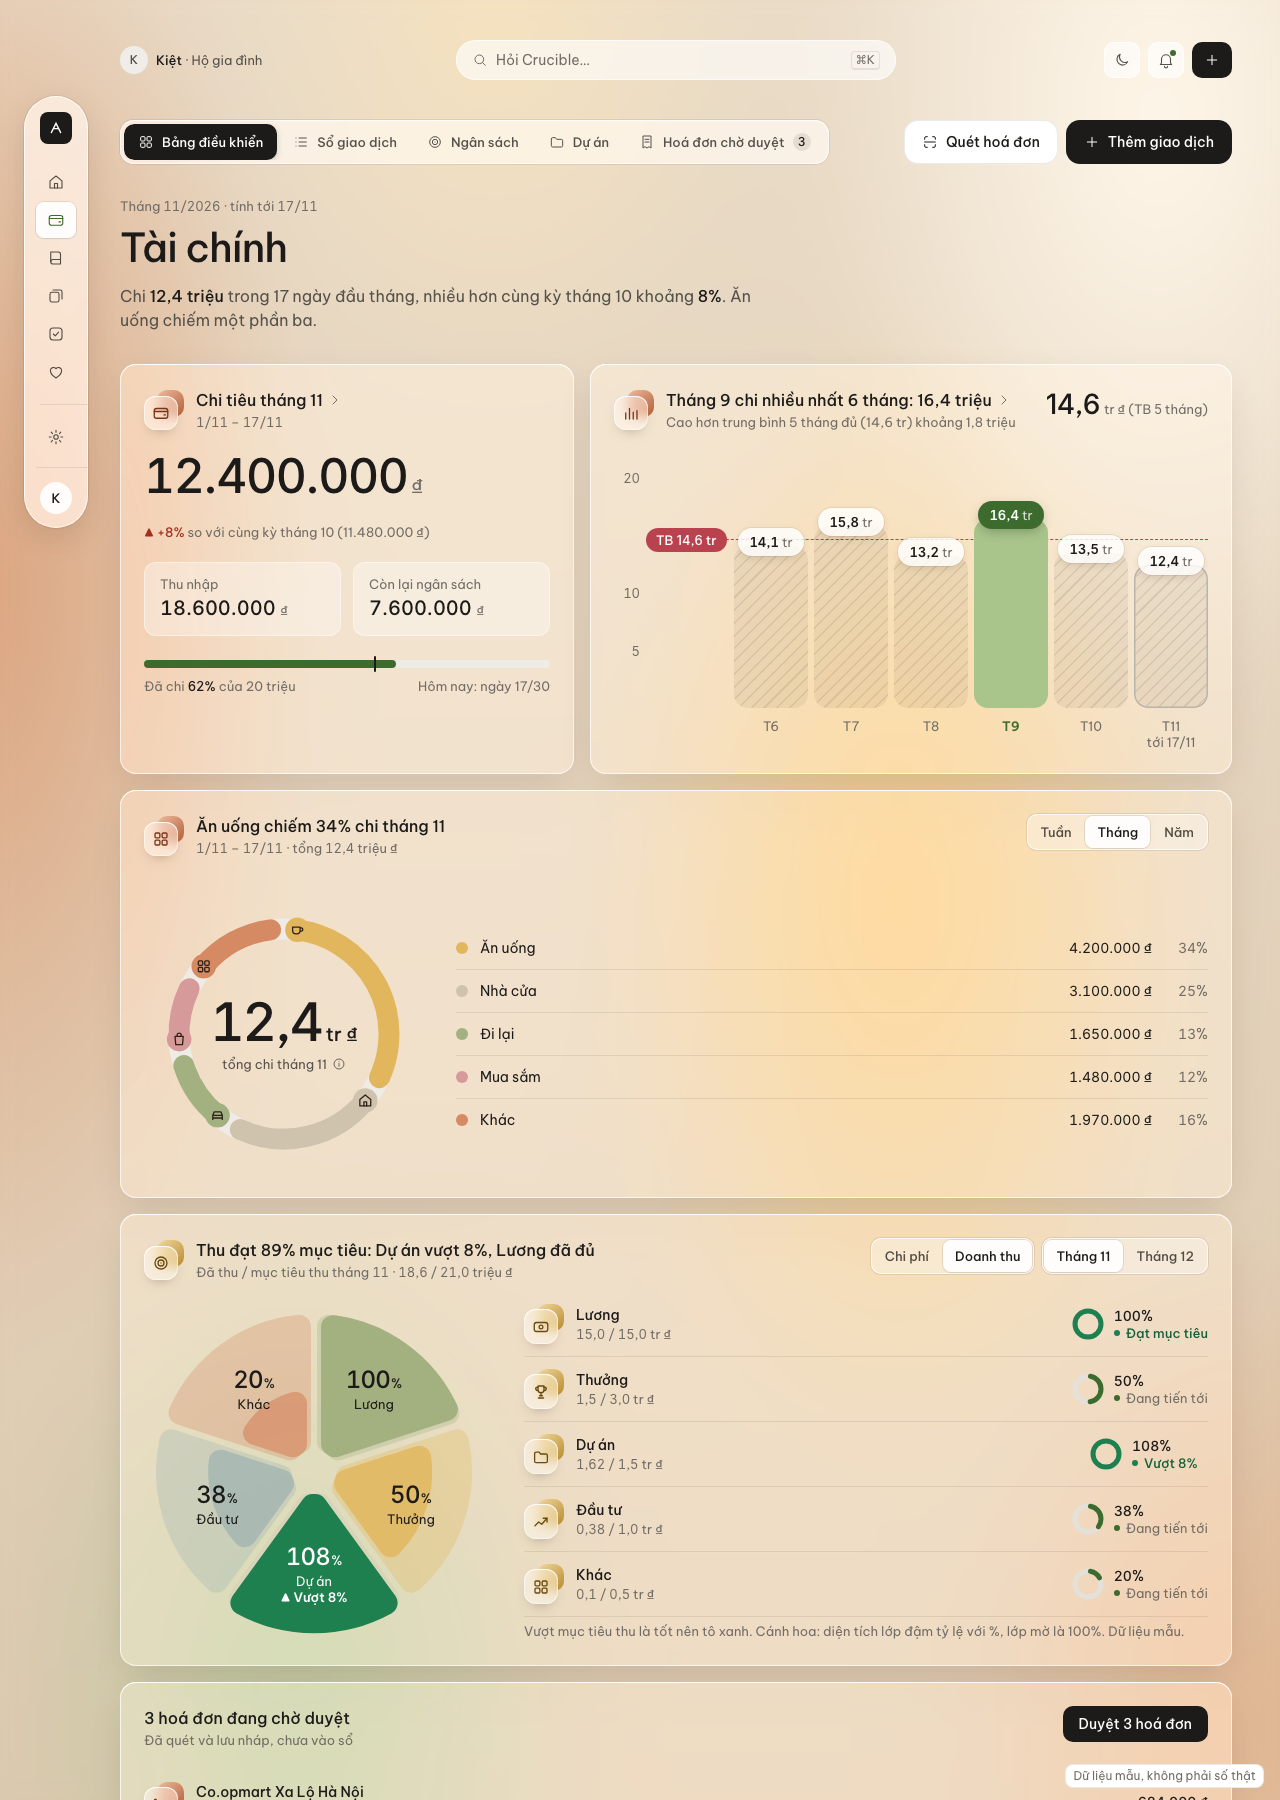 K Kiệt · Hộ gia đình
Hỏi Crucible... ⌘K
Bảng điều khiển Sổ giao dịch Ngân sách Dự án Hoá đơn chờ duyệt 3
Quét hoá đơn + Thêm giao dịch
Tháng 11/2026 · tính tới 17/11
Tài chính
Chi 12,4 triệu trong 17 ngày đầu tháng, nhiều hơn cùng kỳ tháng 10 khoảng 8%. Ăn
uống chiếm một phần ba.
K
Chi tiêu tháng 11
1/11 – 17/11
12.400.000 ₫
▲ +8% so với cùng kỳ tháng 10 (11.480.000 ₫)
Thu nhập
18.600.000 ₫
Còn lại ngân sách
7.600.000 ₫
Đã chi 62% của 20 triệu
Hôm nay: ngày 17/30
Tháng 9 chi nhiều nhất 6 tháng: 16,4 triệu
Cao hơn trung bình 5 tháng đủ (14,6 tr) khoảng 1,8 triệu
14,6 tr ₫ (TB 5 tháng)
20
10
5
TB 14,6 tr
14,1 tr
15,8 tr
13,2 tr
16,4 tr
13,5 tr
12,4 tr
T6 T7 T8 T9 T10 T11
tới 17/11
Ăn uống chiếm 34% chi tháng 11
1/11 – 17/11 · tổng 12,4 triệu ₫
Tuần Tháng Năm
12,4 tr ₫
tổng chi tháng 11
Ăn uống 4.200.000 ₫ 34%
Nhà cửa 3.100.000 ₫ 25%
Đi lại 1.650.000 ₫ 13%
Mua sắm 1.480.000 ₫ 12%
Khác 1.970.000 ₫ 16%
Thu đạt 89% mục tiêu: Dự án vượt 8%, Lương đã đủ
Đã thu / mục tiêu thu tháng 11 · 18,6 / 21,0 triệu ₫
Chi phí Doanh thu Tháng 11 Tháng 12
20%
Khác
100%
Lương
38%
Đầu tư
50%
Thưởng
108%
Dự án
▲ Vượt 8%
Lương
15,0 / 15,0 tr ₫
100%
Đạt mục tiêu
Thưởng
1,5 / 3,0 tr ₫
50%
Đang tiến tới
Dự án
1,62 / 1,5 tr ₫
108%
Vượt 8%
Đầu tư
0,38 / 1,0 tr ₫
38%
Đang tiến tới
Khác
0,1 / 0,5 tr ₫
20%
Đang tiến tới
Vượt mục tiêu thu là tốt nên tô xanh. Cánh hoa: diện tích lớp đậm tỷ lệ với %, lớp mờ là 100%. Dữ liệu mẫu.
3 hoá đơn đang chờ duyệt
Đã quét và lưu nháp, chưa vào sổ
Duyệt 3 hoá đơn
Dữ liệu mẫu, không phải số thật
Co.opmart Xa Lộ Hà Nội